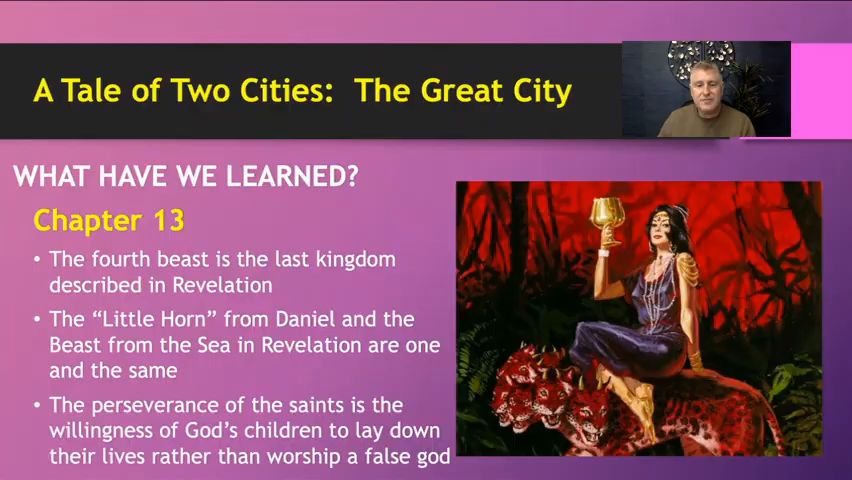 A Tale of Two Cities: The Great City
WHAT HAVE WE LEARNED?
Chapter 13
• The fourth beast is the last kingdom
described in Revelation
• The “Little Horn” from Daniel and the
Beast from the Sea in Revelation are one
and the same
• The perseverance of the saints is the
willingness of God’s children to lay down
their lives rather than worship a false god